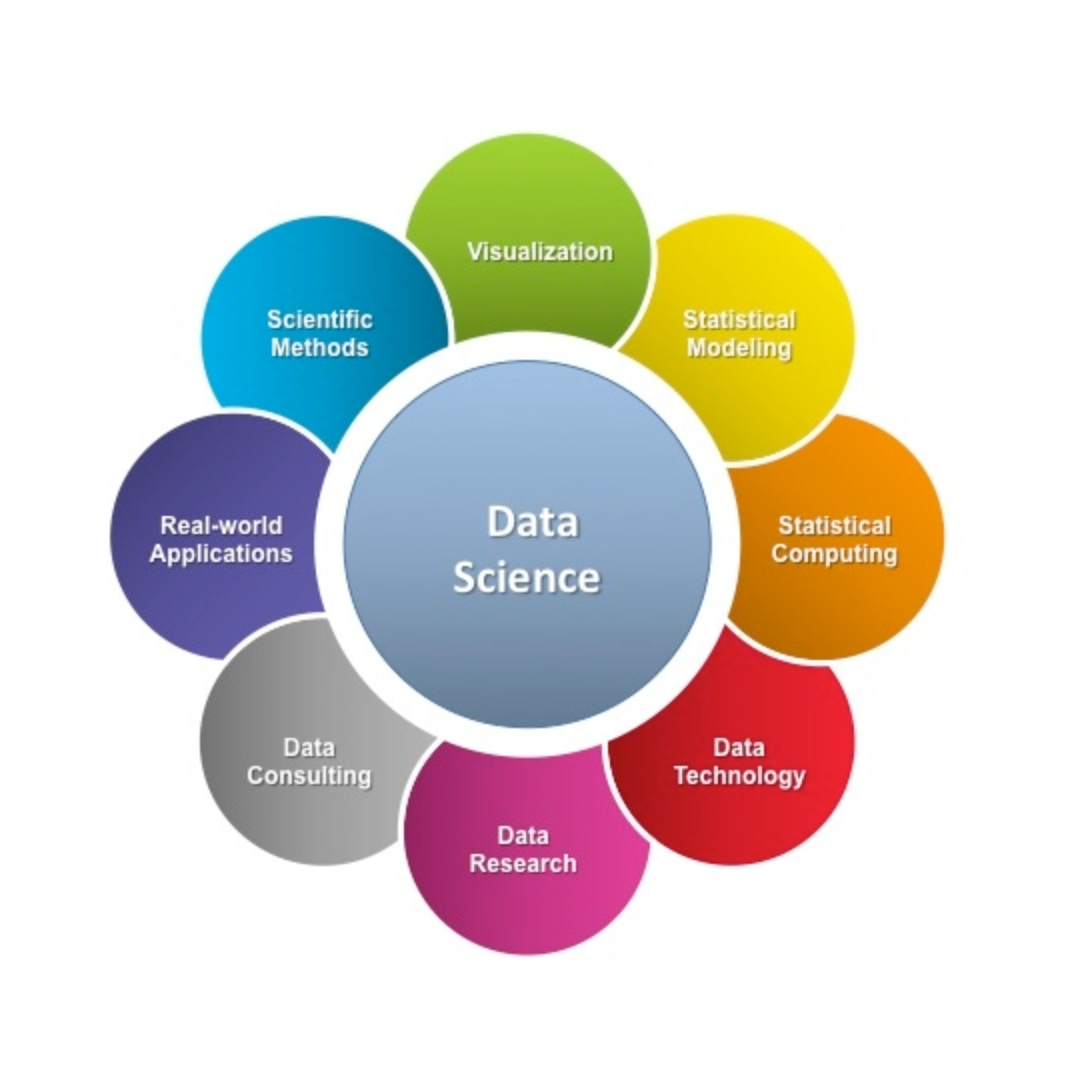 Visualization
Scientific
Methods
Statistical
Modeling
Real-world
Applications
Data
Science
Statistical
Computing
Data
Consulting
Data
Technology
Data
Research